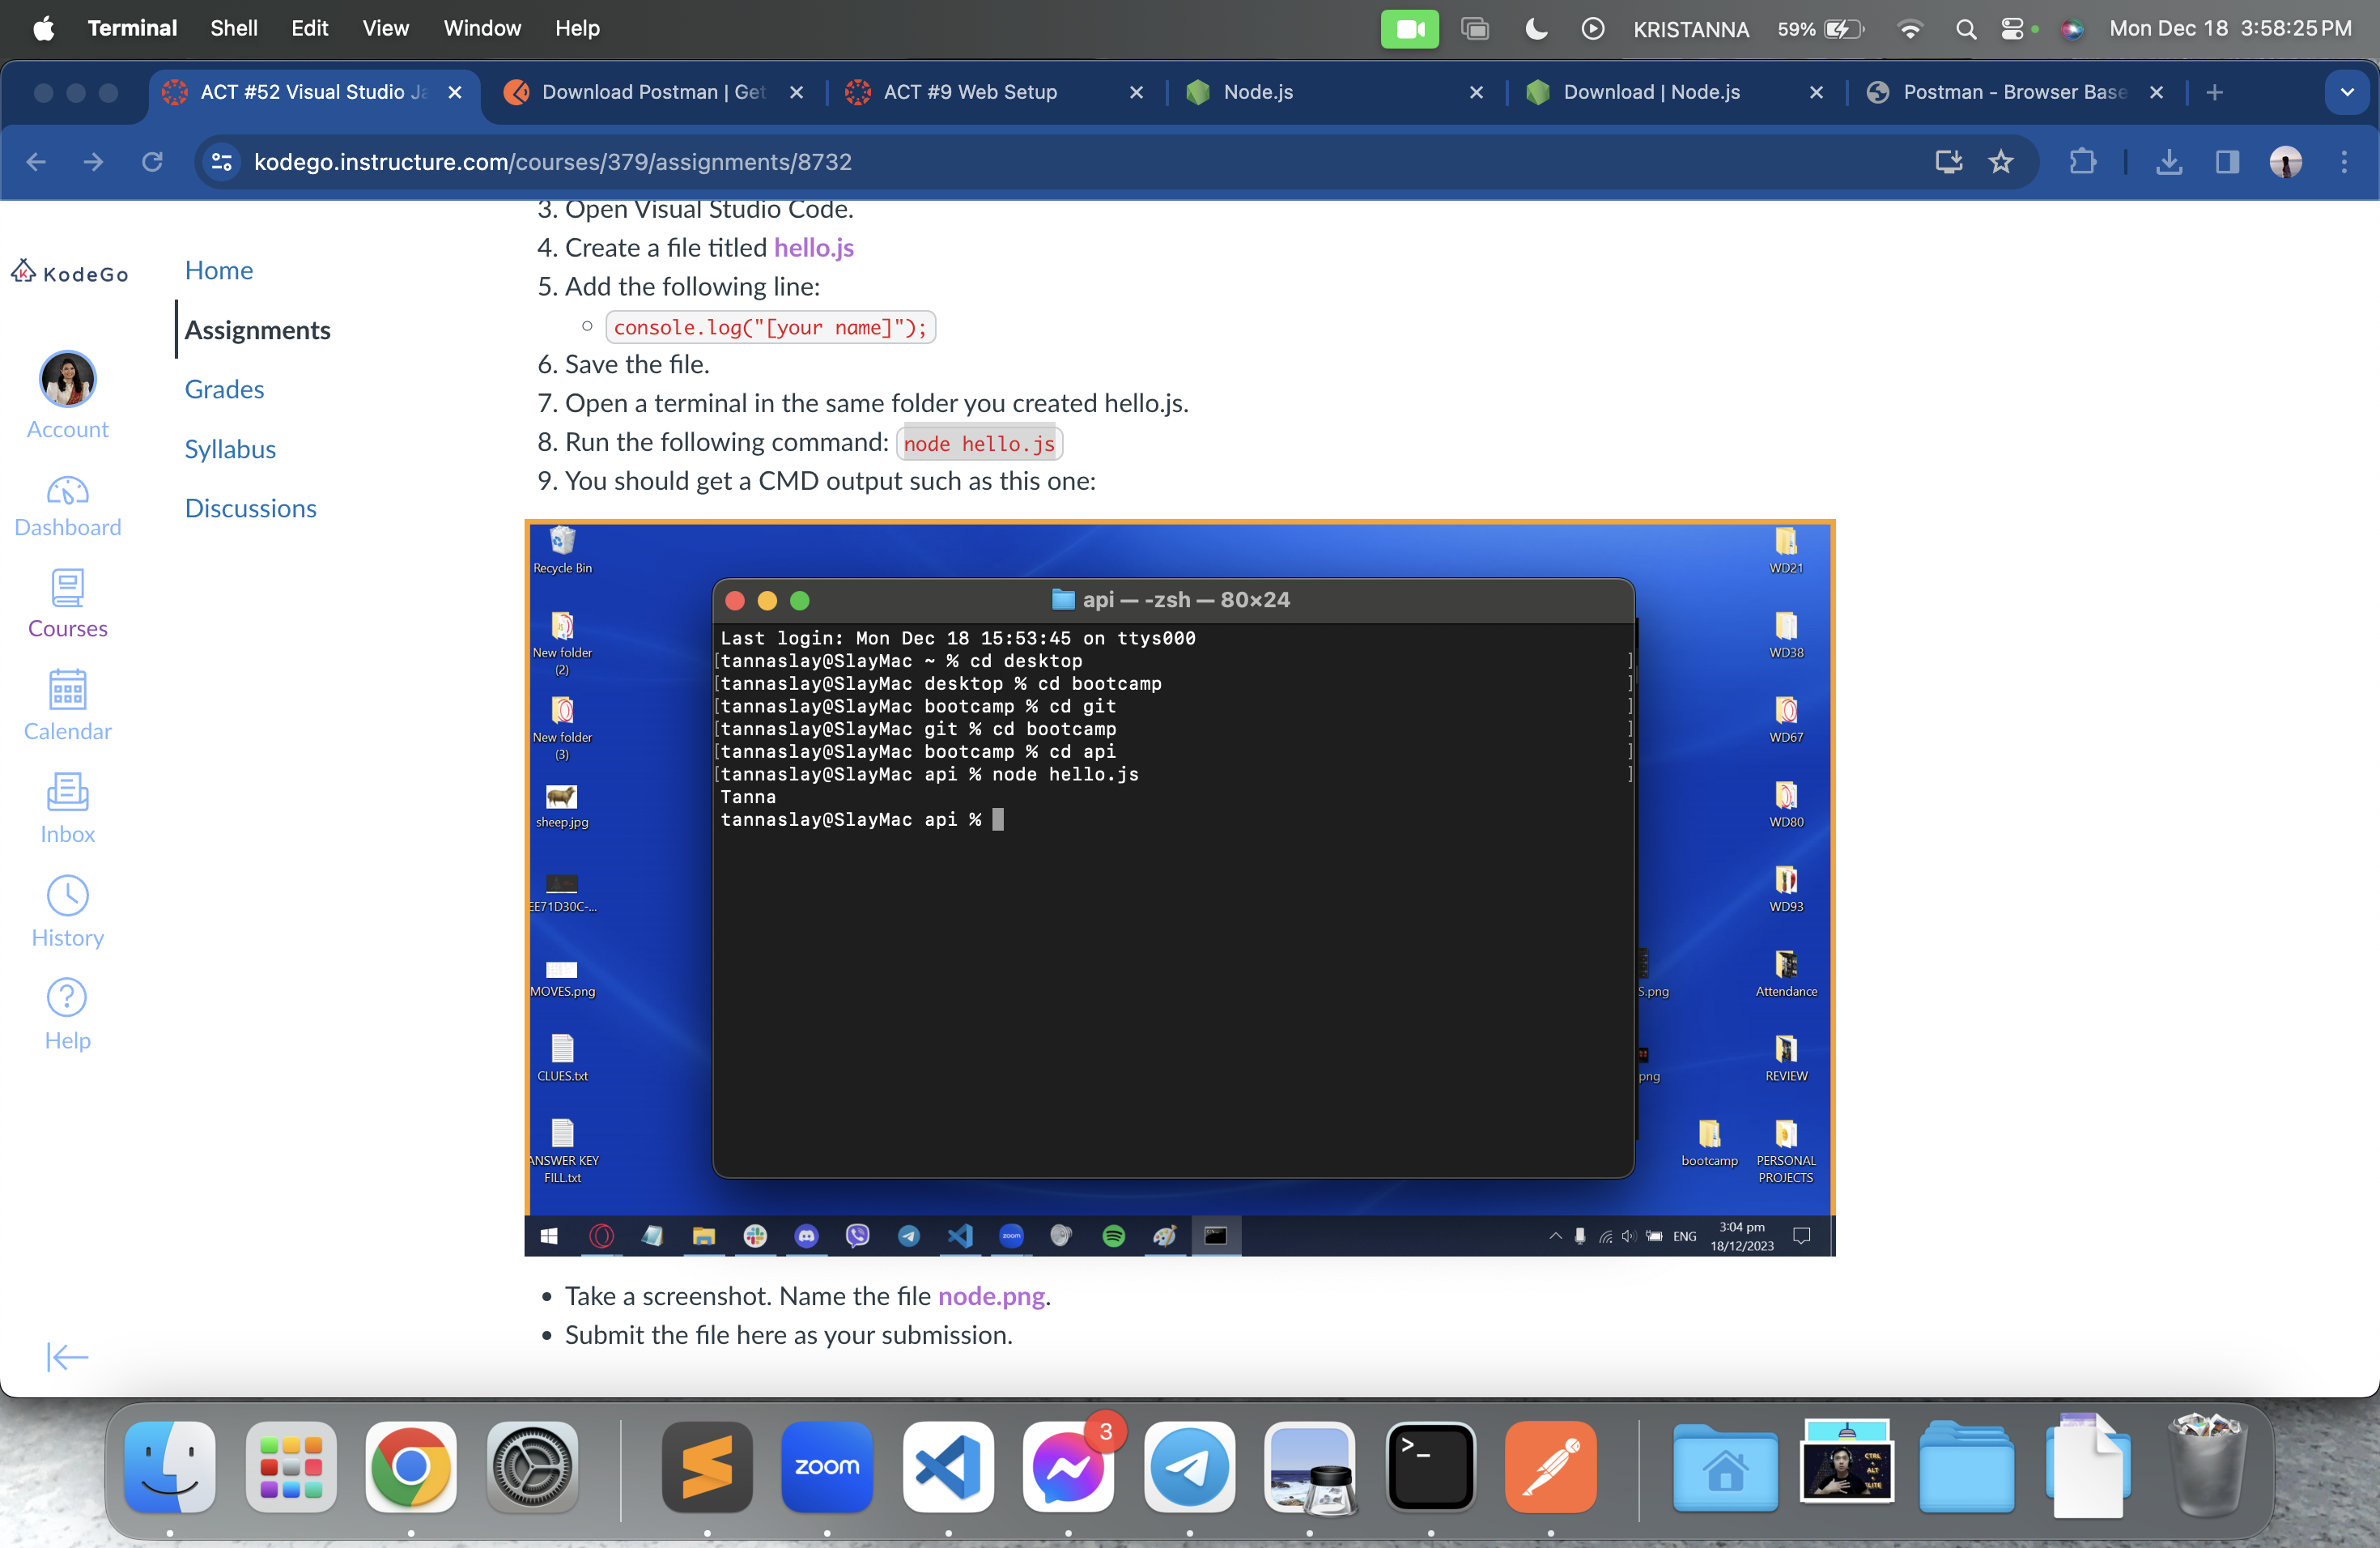 Terminal Shell Edit View Window Help KRISTANNA 59% Mon Dec 18 3:58:25 PM
ACT #52 Visual Studio Ja Download Postman | Get ACT #9 Web Setup Node.js Download | Node.js Postman - Browser Base
kodego.instructure.com/courses/379/assignments/8732
KodeGo
Account
Dashboard
Courses
Calendar
Inbox
History
Help
Home
Assignments
Grades
Syllabus
Discussions
3. Open Visual Studio Code.
4. Create a file titled hello.js
5. Add the following line:
console.log("[your name]");
6. Save the file.
7. Open a terminal in the same folder you created hello.js.
8. Run the following command: node hello.js
9. You should get a CMD output such as this one:
Recycle Bin
New folder
(2)
New folder
(3)
sheep.jpg
EE71D30C-...
MOVES.png
CLUES.txt
ANSWER KEY
FILL.txt
api — -zsh — 80×24
Last login: Mon Dec 18 15:53:45 on ttys000
[tannaslay@SlayMac ~ % cd desktop ]
[tannaslay@SlayMac desktop % cd bootcamp ]
[tannaslay@SlayMac bootcamp % cd git ]
[tannaslay@SlayMac git % cd bootcamp ]
[tannaslay@SlayMac bootcamp % cd api ]
[tannaslay@SlayMac api % node hello.js ]
Tanna
tannaslay@SlayMac api %
S.png
png
WD21
WD38
WD67
WD80
WD93
Attendance
REVIEW
bootcamp
PERSONAL
PROJECTS
zoom
ENG
3:04 pm
18/12/2023
Take a screenshot. Name the file node.png.
Submit the file here as your submission.
zoom
3
>_
CTRL
+
ALT
+
ELITE